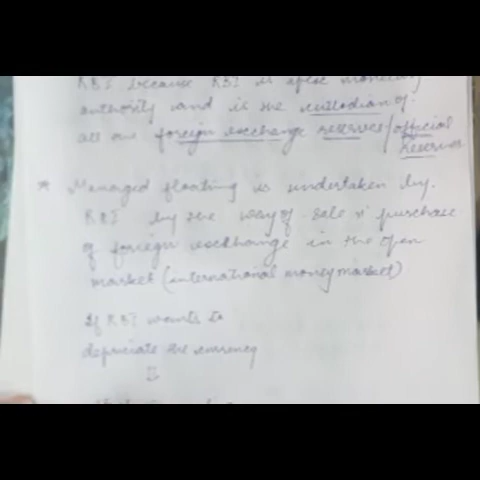 RBI because RBI is apex monetary
authority and is the custodian of
all our foreign exchange reserves/official
Reserves
* Managed floating is undertaken by
RBI by the way of sale n' purchase
of foreign exchange in the open
market (international money market)
If RBI wants to
depreciate the currency